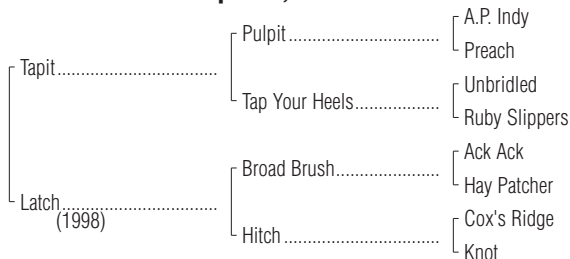 A.P. Indy
Pulpit
Preach
Tapit
Unbridled
Tap Your Heels
Ruby Slippers
Ack Ack
Broad Brush
Hay Patcher
Latch
(1998)
Cox's Ridge
Hitch
Knot